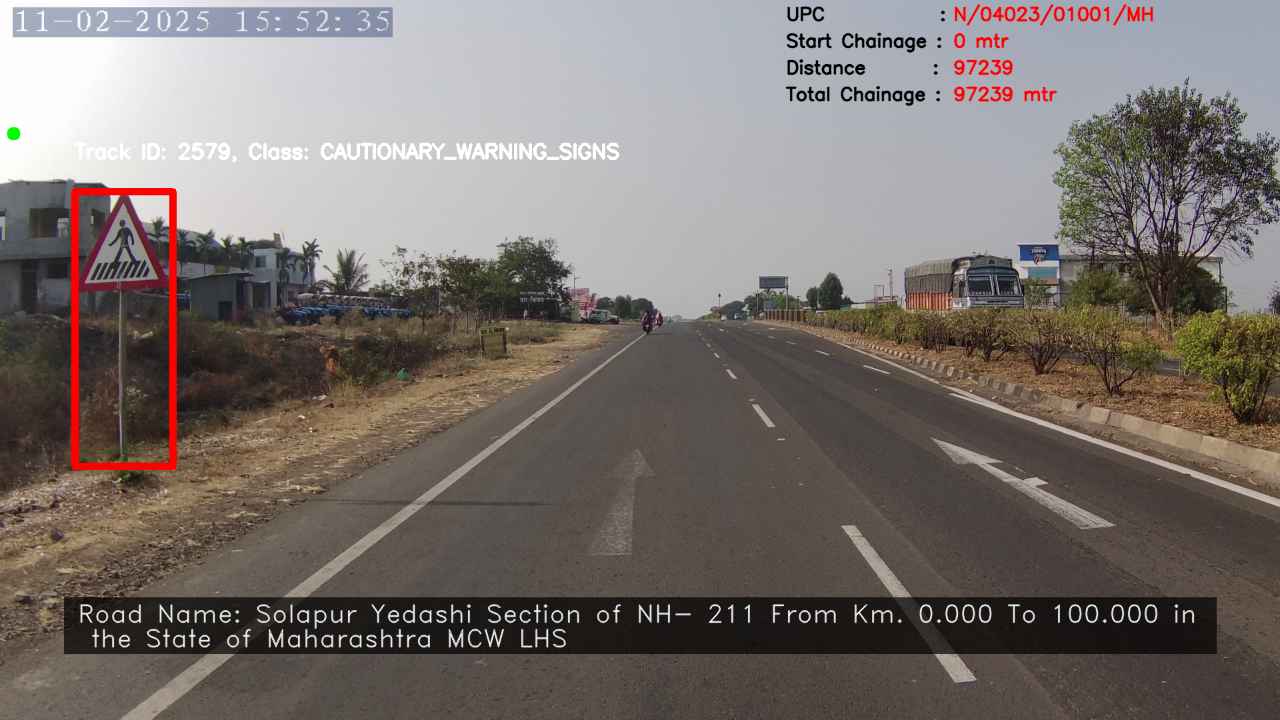 11-02-2025 15:52:35
UPC : N/04023/01001/MH
Start Chainage : 0 mtr
Distance : 97239
Total Chainage : 97239 mtr
Track ID: 2579, Class: CAUTIONARY_WARNING_SIGNS
Road Name: Solapur Yedashi Section of NH- 211 From Km. 0.000 To 100.000 in
the State of Maharashtra MCW LHS